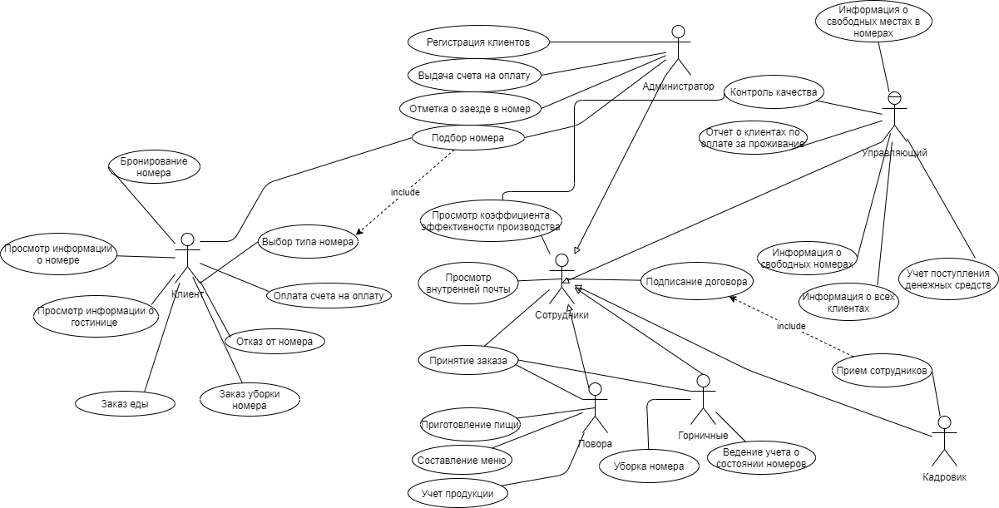 Информация о
свободных местах в
номерах
Регистрация клиентов
Выдача счета на оплату
Администратор
Контроль качества
Отметка о заезде в номер
Подбор номера
Отчет о клиентах по
оплате за проживание
Управляющий
Бронирование
номера
include
Просмотр коэффициента
эффективности производства
Выбор типа номера
Просмотр информации
о номере
Информация о
свободных номерах
Учет поступления
денежных средств
Просмотр
внутренней почты
Подписание договора
Клиент
Оплата счета на оплату
Информация о всех
клиентах
Просмотр информации о
гостинице
Сотрудники
include
Отказ от номера
Принятие заказа
Прием сотрудников
Заказ еды
Заказ уборки
номера
Приготовление пищи
Горничные
Повора
Составление меню
Уборка номера
Ведение учета о
состоянии номеров
Кадровик
Учет продукции